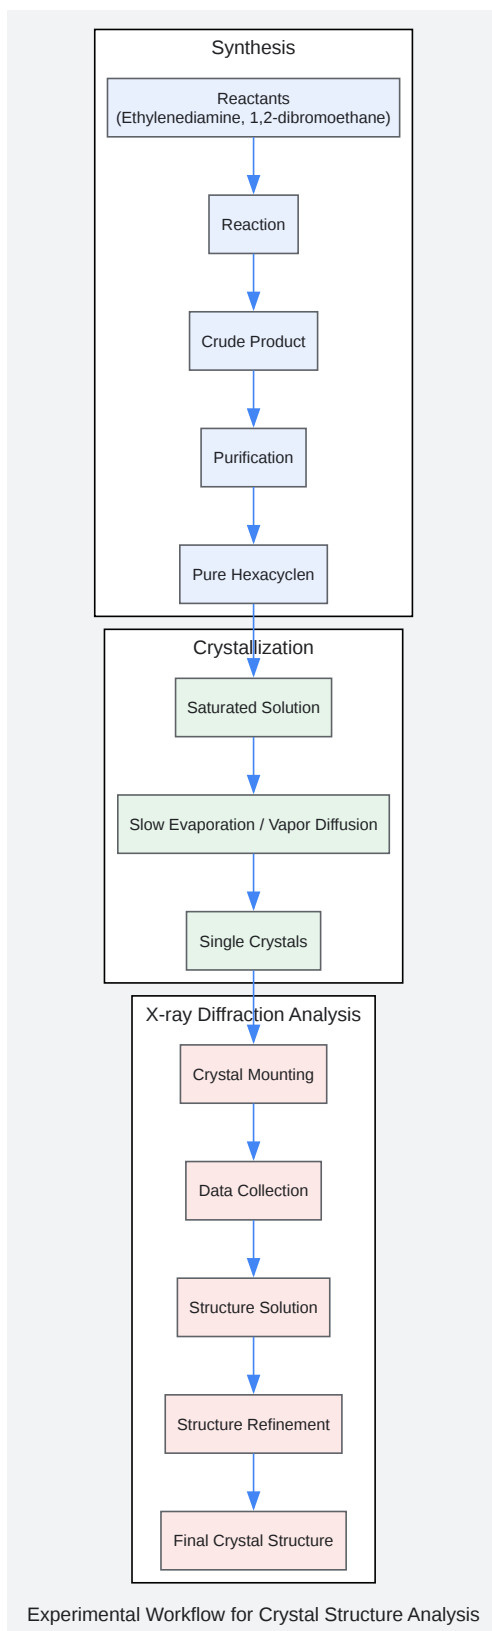 Synthesis
Reactants
(Ethylenediamine, 1,2-dibromoethane)
Reaction
Crude Product
Purification
Pure Hexacyclen
Crystallization
Saturated Solution
Slow Evaporation / Vapor Diffusion
Single Crystals
X-ray Diffraction Analysis
Crystal Mounting
Data Collection
Structure Solution
Structure Refinement
Final Crystal Structure
Experimental Workflow for Crystal Structure Analysis